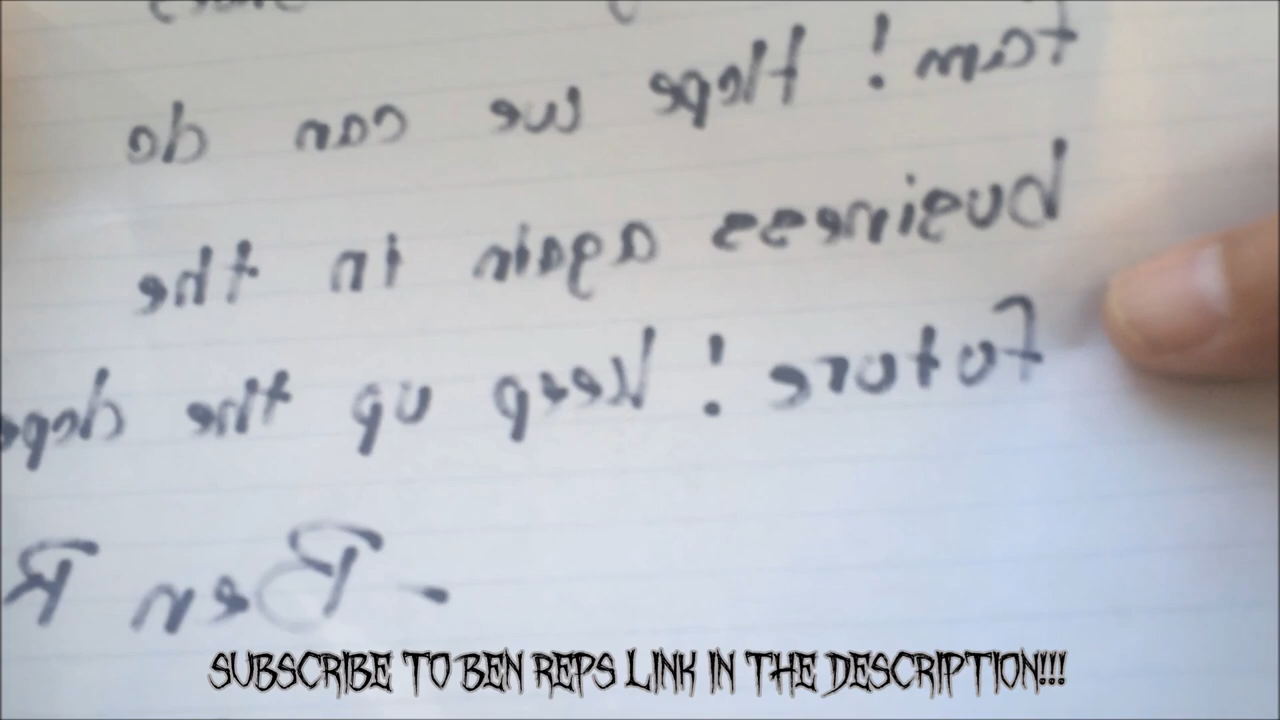 fam! Hope we can do
business again in the
future! Keep up the dope
- Ben R
SUBSCRIBE TO BEN REPS LINK IN THE DESCRIPTION!!!